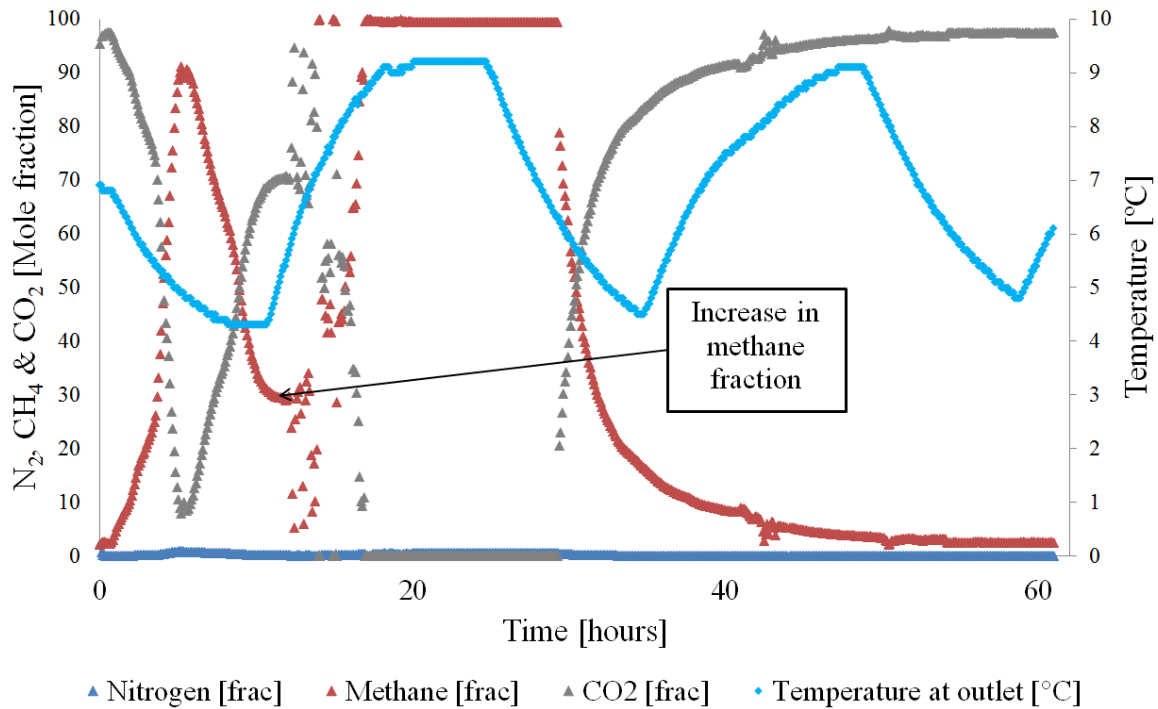 100
90
80
70
60
50
40
30
20
10
0
N₂, CH₄ & CO₂ [Mole fraction]
10
9
8
7
6
5
4
3
2
1
0
Temperature [ºC]
Increase in
methane
fraction
0 20 40 60
Time [hours]
Nitrogen [frac] Methane [frac] CO2 [frac] Temperature at outlet [°C]